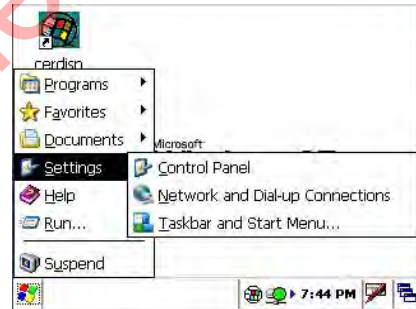 cerdisp
Programs
Favorites
Documents
Microsoft
Settings
Control Panel
Help
Network and Dial-up Connections
Run...
Taskbar and Start Menu...
Suspend
7:44 PM